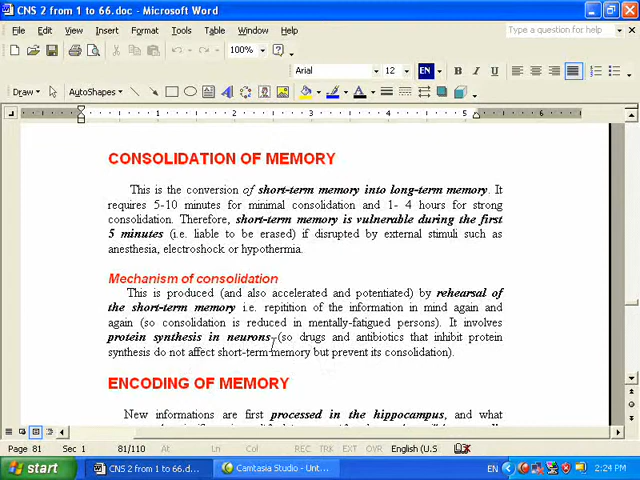 CNS 2 from 1 to 66.doc - Microsoft Word
File Edit View Insert Format Tools Table Window Help
Type a question for help
100%
Arial 12 EN B I U
Draw AutoShapes
1 2 3 4 5 6
CONSOLIDATION OF MEMORY
This is the conversion of short-term memory into long-term memory. It
requires 5-10 minutes for minimal consolidation and 1- 4 hours for strong
consolidation. Therefore, short-term memory is vulnerable during the first
5 minutes (i.e. liable to be erased) if disrupted by external stimuli such as
anesthesia, electroshock or hypothermia.
Mechanism of consolidation
This is produced (and also accelerated and potentiated) by rehearsal of
the short-term memory i.e. repitition of the information in mind again and
again (so consolidation is reduced in mentally-fatigued persons). It involves
protein synthesis in neurons (so drugs and antibiotics that inhibit protein
synthesis do not affect short-term memory but prevent its consolidation).
ENCODING OF MEMORY
New informations are first processed in the hippocampus, and what
Page 81 Sec 1 81/110 At Ln Col REC TRK EXT OVR English (U.S
start CNS 2 from 1 to 66.do... Camtasia Studio - Unt... EN 2:24 PM